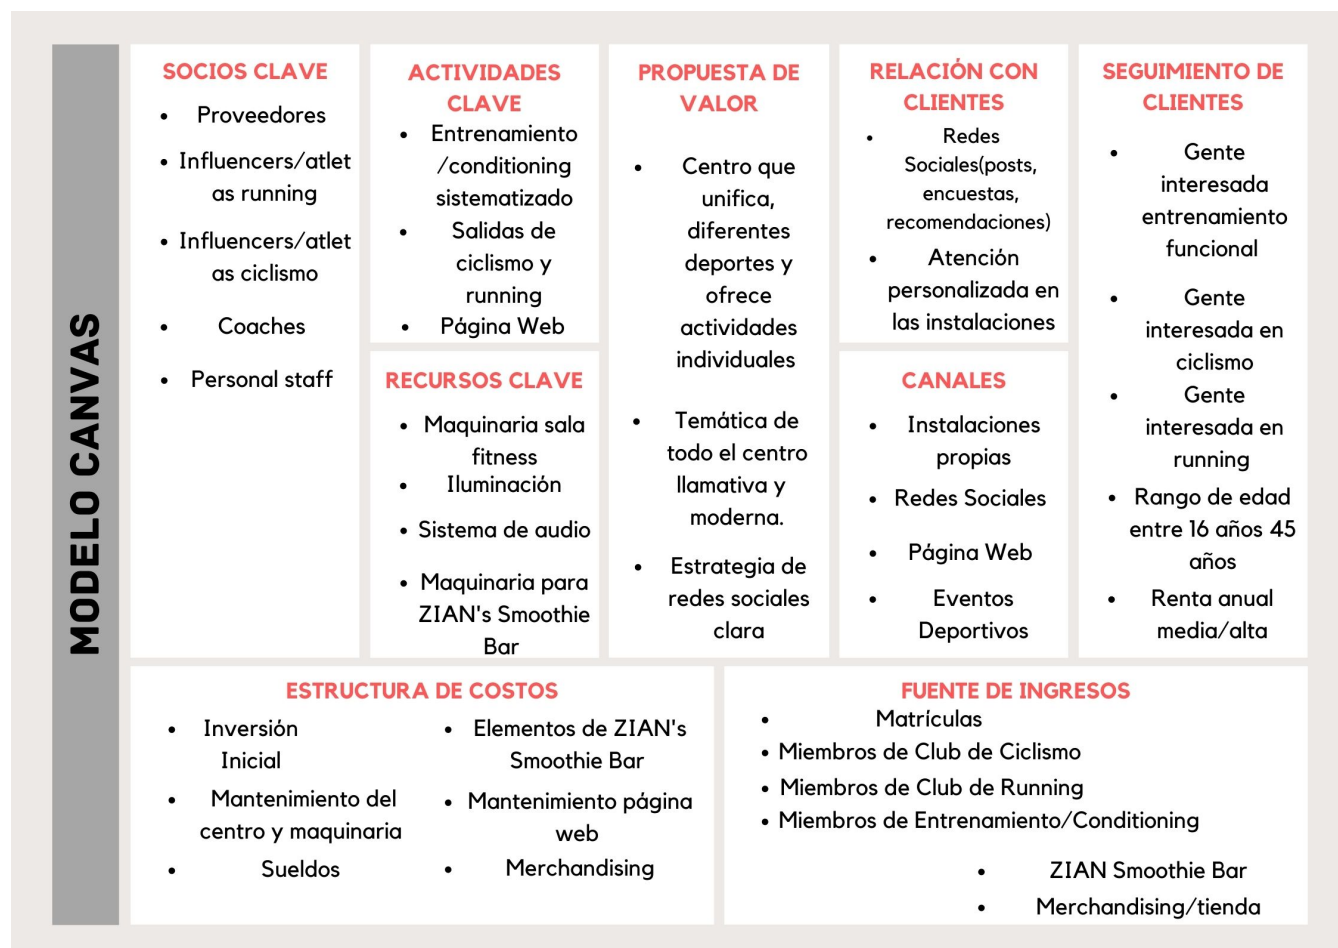 MODELO CANVAS
SOCIOS CLAVE
• Proveedores
• Influencers/atlet
as running
• Influencers/atlet
as ciclismo
• Coaches
• Personal staff
ACTIVIDADES
CLAVE
• Entrenamiento
/conditioning
sistematizado
• Salidas de
ciclismo y
running
• Página Web
RECURSOS CLAVE
• Maquinaria sala
fitness
• Iluminación
• Sistema de audio
• Maquinaria para
ZIAN's Smoothie
Bar
PROPUESTA DE
VALOR
• Centro que
unifica,
diferentes
deportes y
ofrece
actividades
individuales
• Temática de
todo el centro
llamativa y
moderna.
• Estrategia de
redes sociales
clara
RELACIÓN CON
CLIENTES
• Redes
Sociales(posts,
encuestas,
recomendaciones)
• Atención
personalizada en
las instalaciones
CANALES
• Instalaciones
propias
• Redes Sociales
• Página Web
• Eventos
Deportivos
SEGUIMIENTO DE
CLIENTES
• Gente
interesada
entrenamiento
funcional
• Gente
interesada en
ciclismo
• Gente
interesada en
running
• Rango de edad
entre 16 años 45
años
• Renta anual
media/alta
ESTRUCTURA DE COSTOS
• Inversión
Inicial
• Mantenimiento del
centro y maquinaria
• Sueldos
• Elementos de ZIAN's
Smoothie Bar
• Mantenimiento página
web
• Merchandising
FUENTE DE INGRESOS
• Matrículas
• Miembros de Club de Ciclismo
• Miembros de Club de Running
• Miembros de Entrenamiento/Conditioning
• ZIAN Smoothie Bar
• Merchandising/tienda